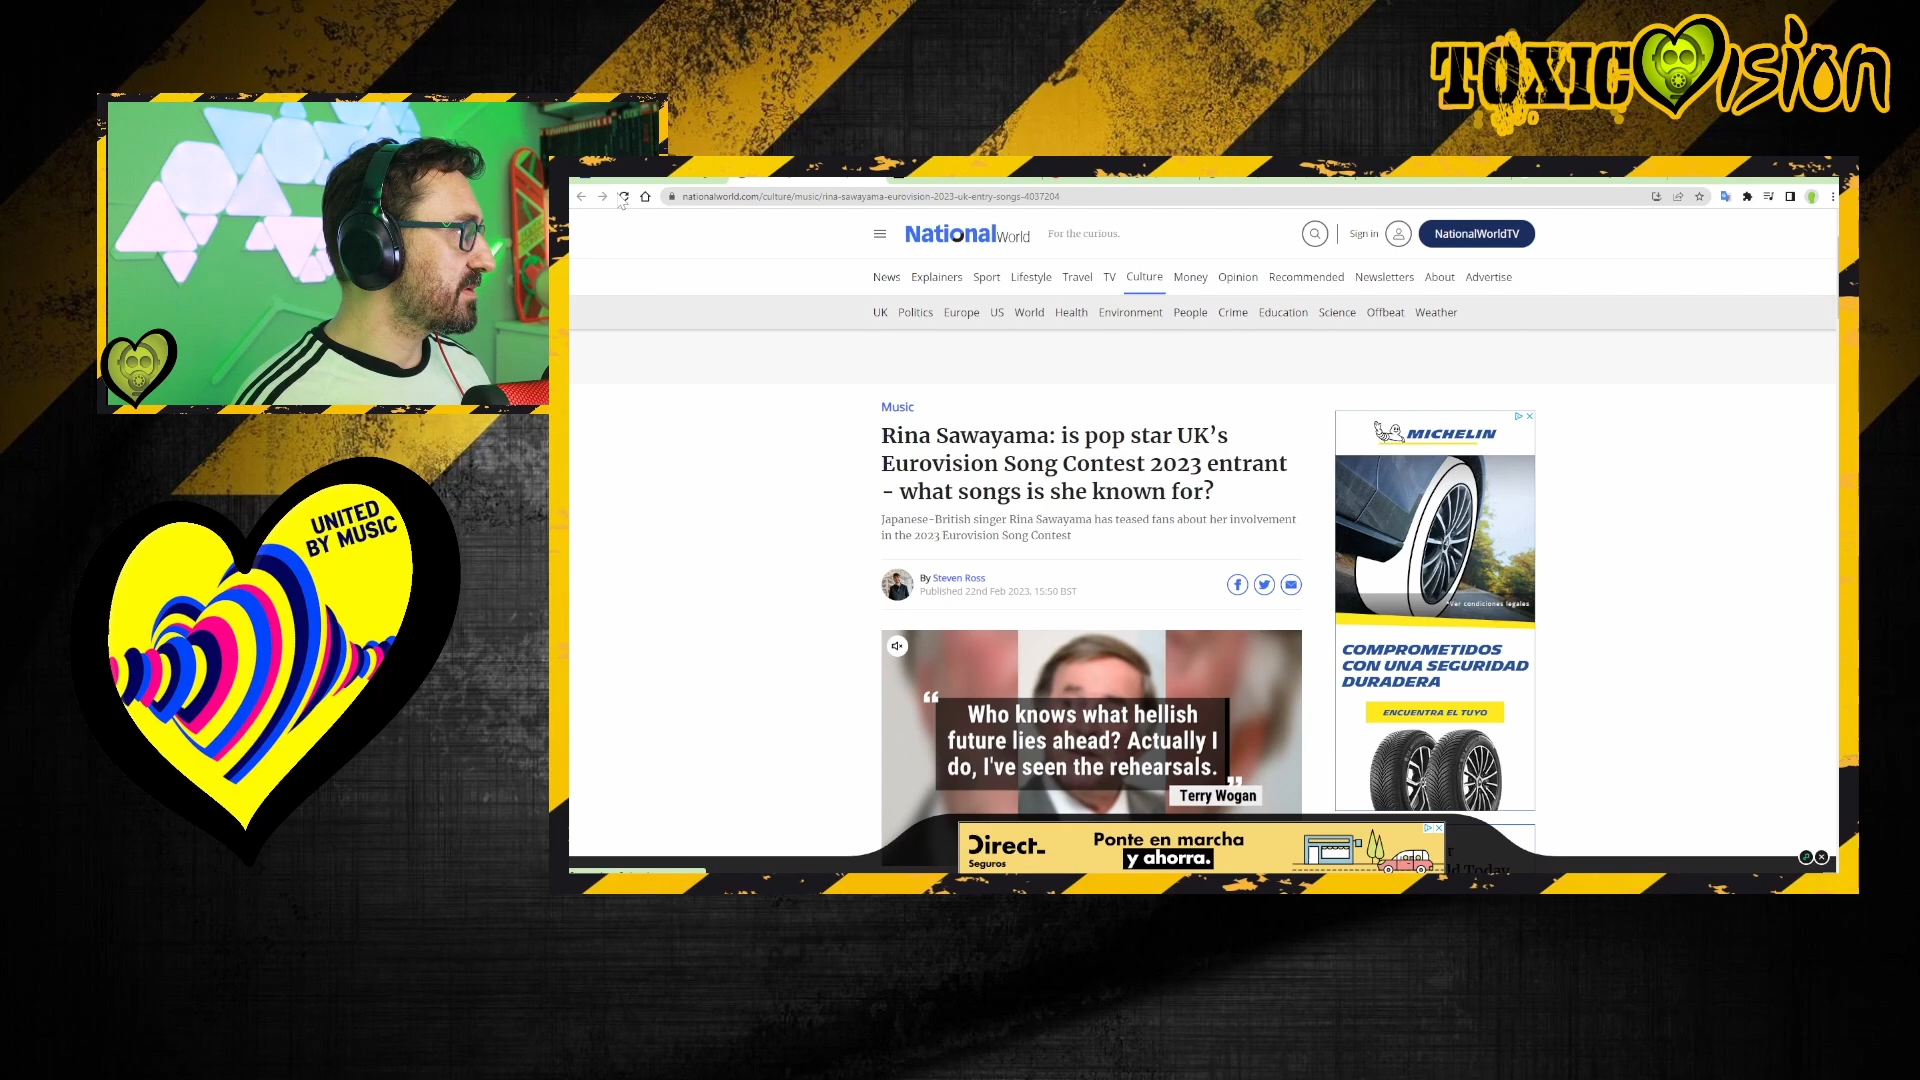 TOXIC ision
nationalworld.com/culture/music/rina-sawayama-eurovision-2023-uk-entry-songs-4037204
NationalWorld
For the curious.
Sign in
NationalWorldTV
News Explainers Sport Lifestyle Travel TV Culture Money Opinion Recommended Newsletters About Advertise
UK Politics Europe US World Health Environment People Crime Education Science Offbeat Weather
Music
Rina Sawayama: is pop star UK’s
Eurovision Song Contest 2023 entrant
- what songs is she known for?
Japanese-British singer Rina Sawayama has teased fans about her involvement
in the 2023 Eurovision Song Contest
By Steven Ross
Published 22nd Feb 2023, 15:50 BST
“Who knows what hellish
future lies ahead? Actually I
do, I've seen the rehearsals.”
Terry Wogan
MICHELIN
*Ver condiciones legales
COMPROMETIDOS
CON UNA SEGURIDAD
DURADERA
ENCUENTRA EL TUYO
Direct_
Seguros
Ponte en marcha
y ahorra.
UNITED
BY MUSIC